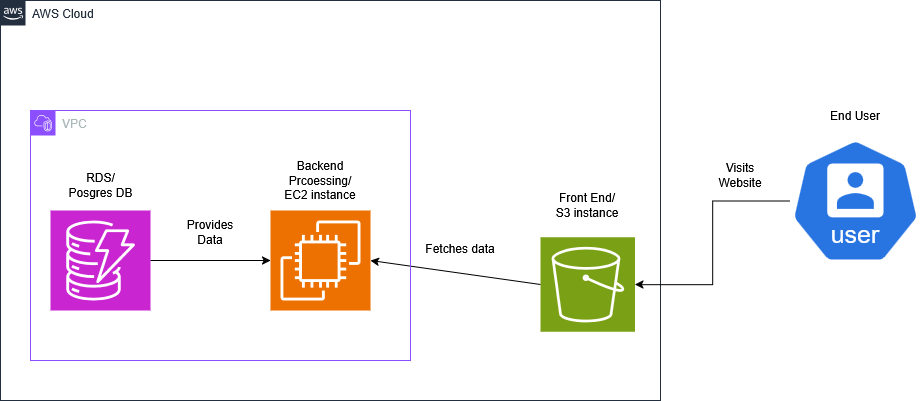 aws
AWS Cloud
VPC
RDS/
Posgres DB
Provides
Data
Backend
Prcoessing/
EC2 instance
Fetches data
Front End/
S3 instance
Visits
Website
End User
user